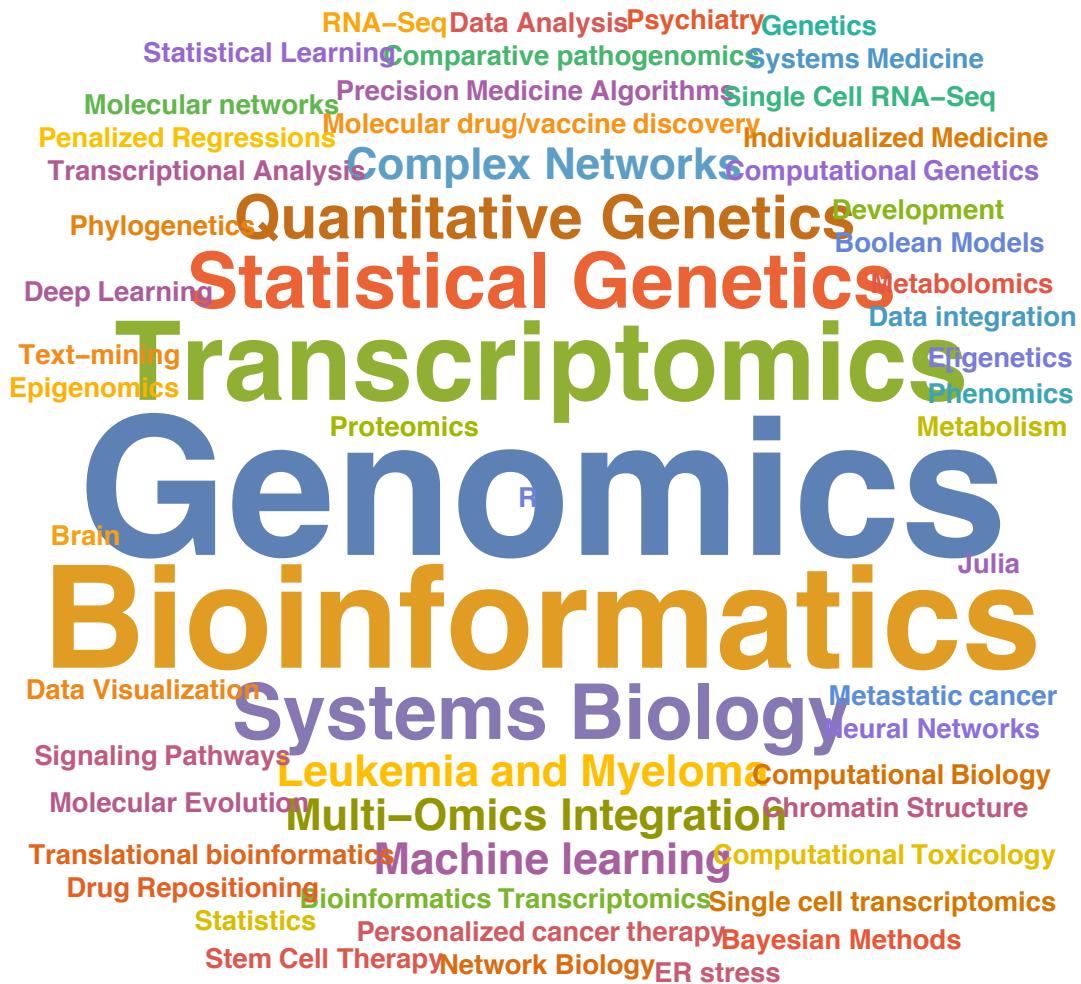 RNA−Seq
Data Analysis
Psychiatry
Genetics
Statistical Learning
Comparative pathogenomics
Systems Medicine
Precision Medicine Algorithms
Single Cell RNA−Seq
Molecular networks
Molecular drug/vaccine discovery
Penalized Regressions
Individualized Medicine
Transcriptional Analysis
Complex Networks
Computational Genetics
Phylogenetics
Quantitative Genetics
Development
Boolean Models
Deep Learning
Statistical Genetics
Metabolomics
Data integration
Text−mining
Transcriptomics
Epigenetics
Epigenomics
Phenomics
Proteomics
Metabolism
Genomics
R
Brain
Julia
Bioinformatics
Data Visualization
Systems Biology
Metastatic cancer
Neural Networks
Signaling Pathways
Leukemia and Myeloma
Computational Biology
Molecular Evolution
Multi−Omics Integration
Chromatin Structure
Translational bioinformatics
Machine learning
Computational Toxicology
Drug Repositioning
Bioinformatics Transcriptomics
Single cell transcriptomics
Statistics
Personalized cancer therapy
Bayesian Methods
Stem Cell Therapy
Network Biology
ER stress